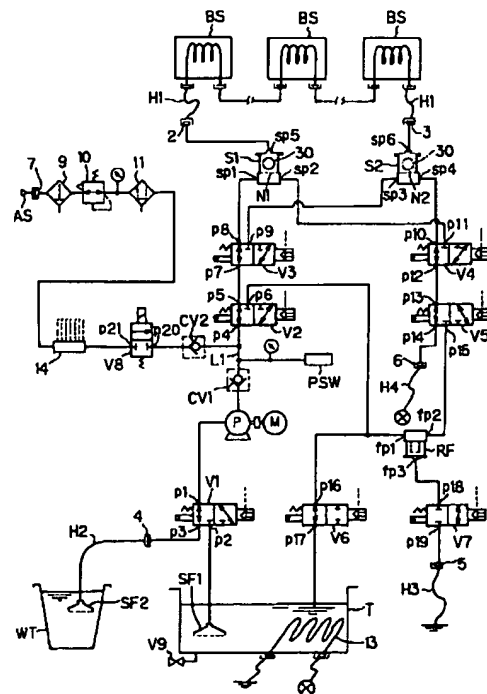 BS BS BS
H1 H1
2 3
sp5 sp6
S1 30 S2 30
7 9 10 11
sp1 sp2 sp4
AS N1 sp3 N2
p8 p9 p10 p11
p7 V3 p12 V4
p5 p6 p13
p21 p20 CV2 p4 V2 p14 V5
14 V8 L1 6 p15
PSW H4
CV1 fp2
P M fp1 RF
fp3
p1 V1 p16 p18
H2 4 p3 p2 p17 V6 p19 V7
5
SF1 T H3
WT SF2
V9 13